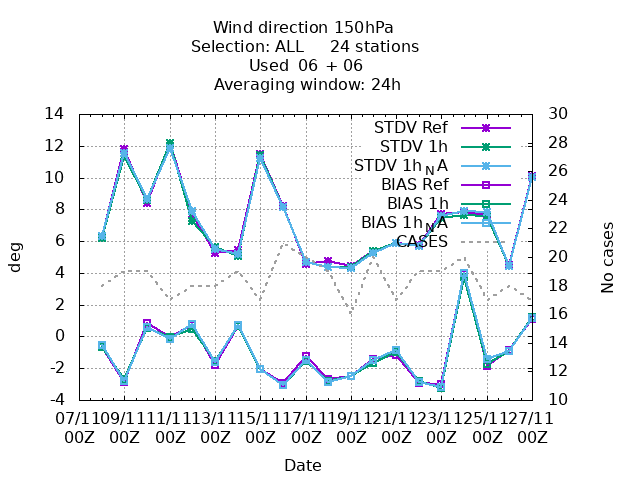 Wind direction 150hPa
Selection: ALL 24 stations
Used 06 + 06
Averaging window: 24h
14 30
12 28
10 26
8 24
6 22
4 20
2 18
0 16
-2 14
-4 12
10
deg
No cases
STDV Ref
STDV 1h
STDV 1hNA
BIAS Ref
BIAS 1h
BIAS 1hNA
CASES
07/11 09/11 11/11 13/11 15/11 17/11 19/11 21/11 23/11 25/11 27/11
00Z 00Z 00Z 00Z 00Z 00Z 00Z 00Z 00Z 00Z 00Z
Date